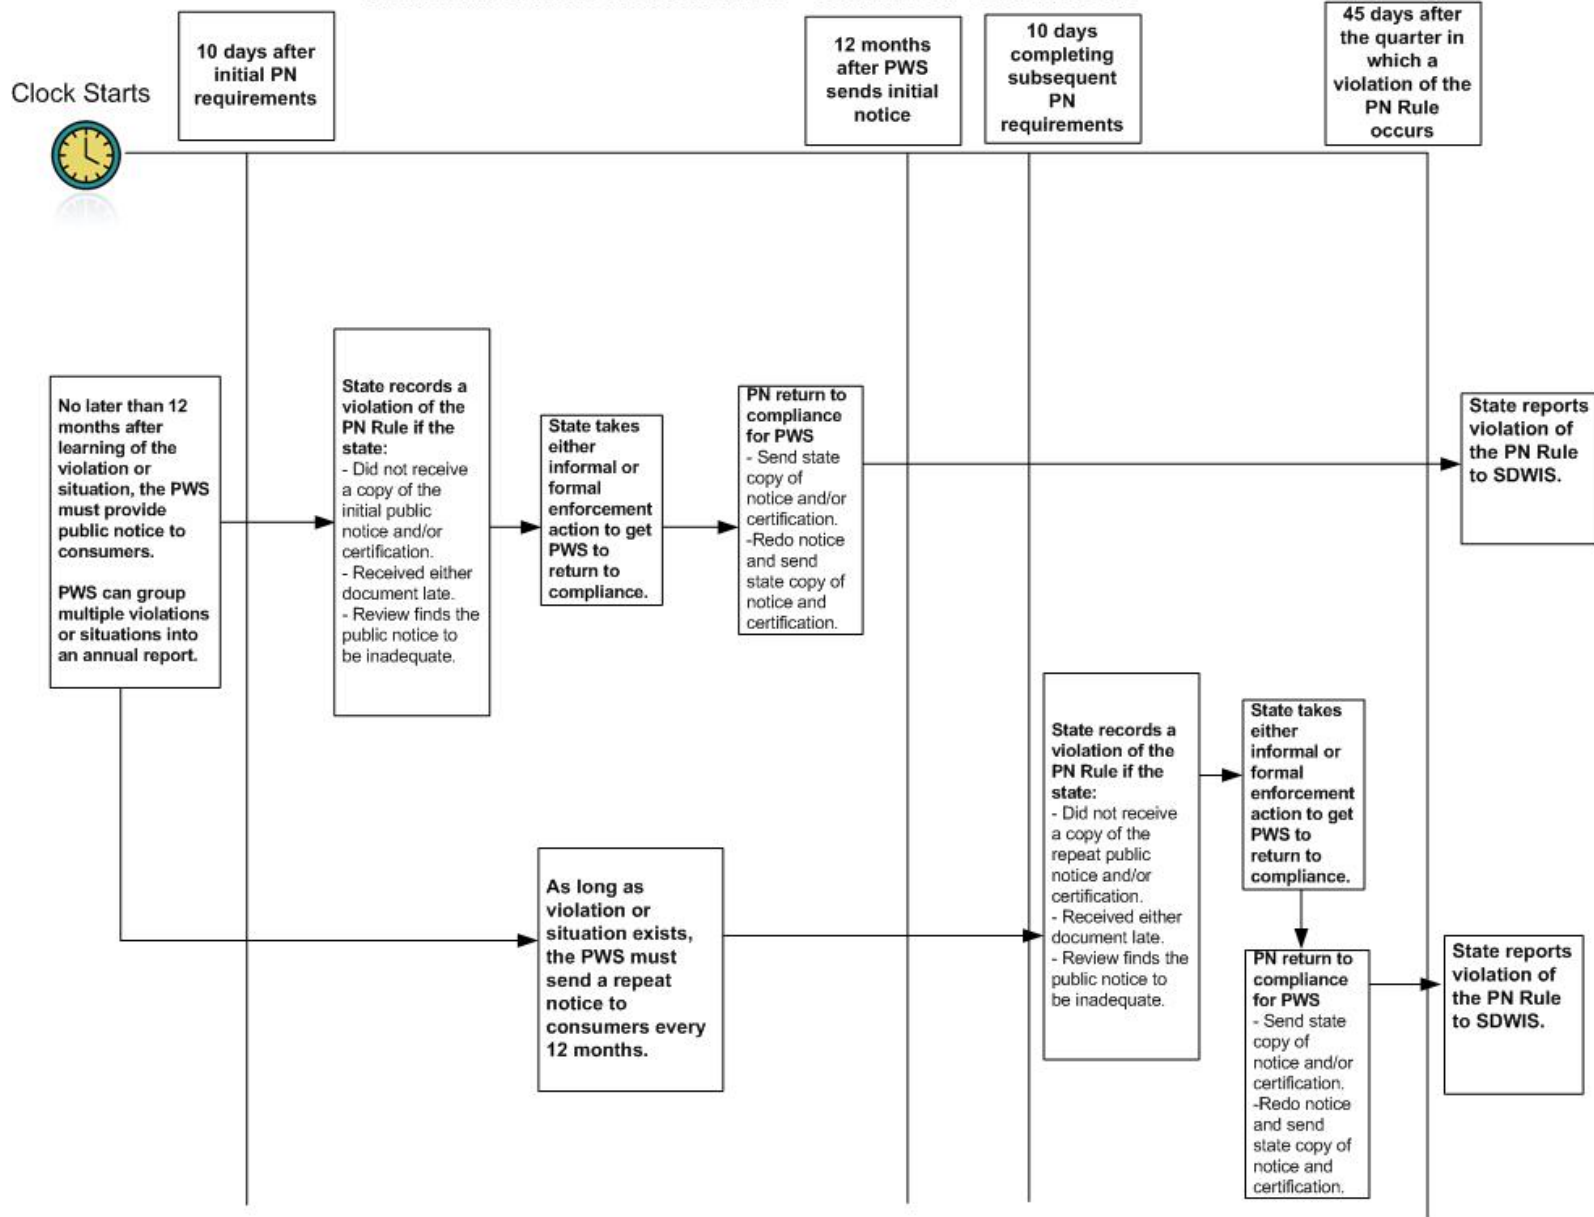 Clock Starts
10 days after
initial PN
requirements
12 months
after PWS
sends initial
notice
10 days
completing
subsequent
PN
requirements
45 days after
the quarter in
which a
violation of the
PN Rule
occurs
No later than 12
months after
learning of the
violation or
situation, the PWS
must provide
public notice to
consumers.
PWS can group
multiple violations
or situations into
an annual report.
State records a
violation of the
PN Rule if the
state:
- Did not receive
a copy of the
initial public
notice and/or
certification.
- Received either
document late.
- Review finds the
public notice to
be inadequate.
State takes
either
informal or
formal
enforcement
action to get
PWS to
return to
compliance.
PN return to
compliance
for PWS
- Send state
copy of
notice and/or
certification.
-Redo notice
and send
state copy of
notice and
certification.
State reports
violation of
the PN Rule
to SDWIS.
As long as
violation or
situation exists,
the PWS must
send a repeat
notice to
consumers every
12 months.
State records a
violation of the
PN Rule if the
state:
- Did not receive
a copy of the
repeat public
notice and/or
certification.
- Received either
document late.
- Review finds the
public notice to
be inadequate.
State takes
either
informal or
formal
enforcement
action to get
PWS to
return to
compliance.
PN return to
compliance
for PWS
- Send state
copy of
notice and/or
certification.
-Redo notice
and send
state copy of
notice and
certification.
State reports
violation of
the PN Rule
to SDWIS.